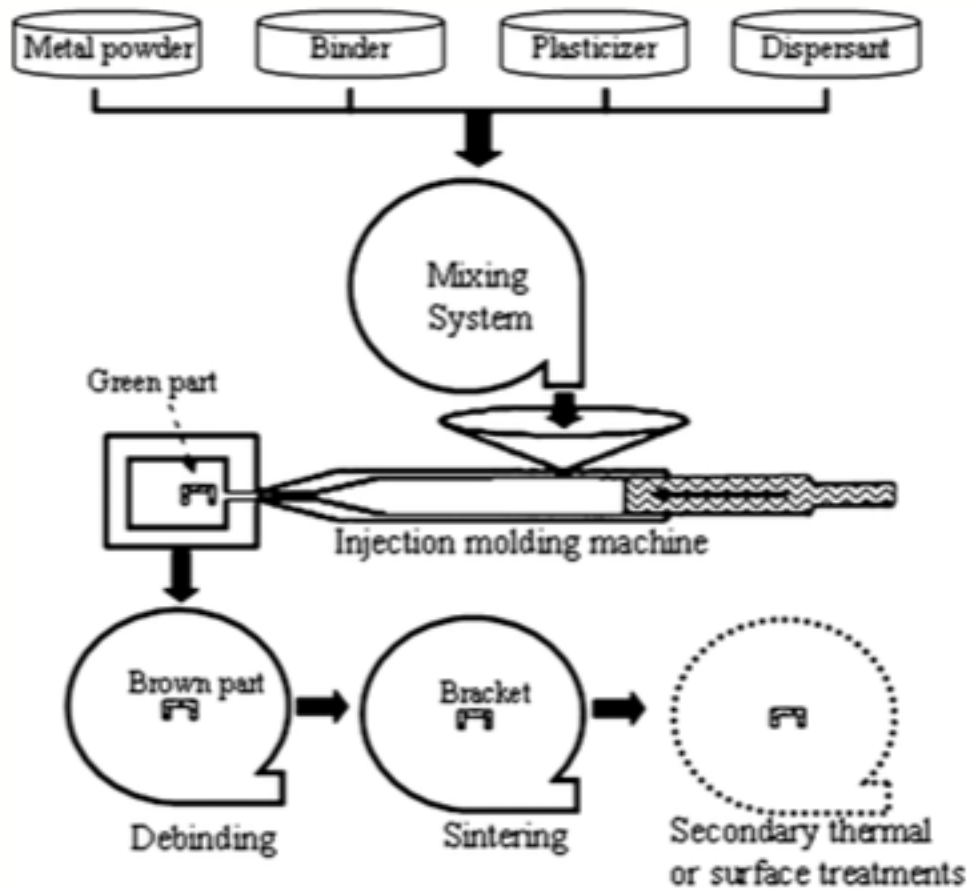 Metal powder
Binder
Plasticizer
Dispersant
Mixing
System
Green part
Injection molding machine
Brown part
Bracket
Debinding
Sintering
Secondary thermal
or surface treatments